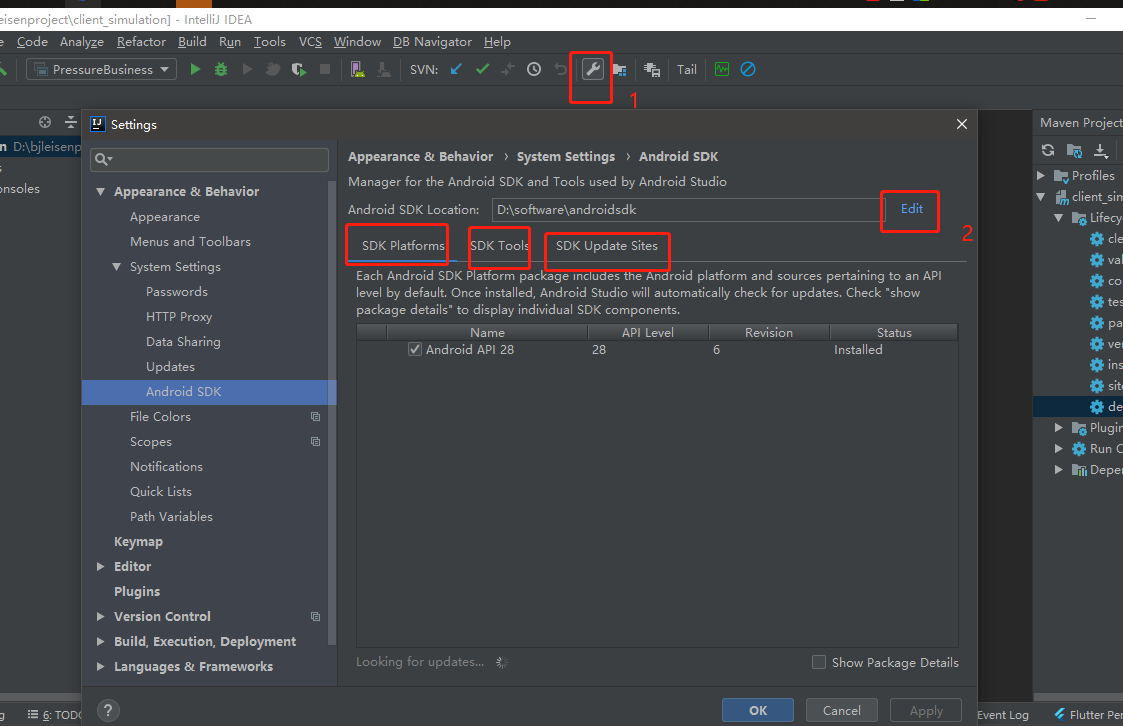 eisenproject\client_simulation] - IntelliJ IDEA
e Code Analyze Refactor Build Run Tools VCS Window DB Navigator Help
PressureBusiness SVN: Tail
1
Settings
n D:\bjleisenp
s
onsoles
Appearance & Behavior
Appearance
Menus and Toolbars
System Settings
Passwords
HTTP Proxy
Data Sharing
Updates
Android SDK
File Colors
Scopes
Notifications
Quick Lists
Path Variables
Keymap
Editor
Plugins
Version Control
Build, Execution, Deployment
Languages & Frameworks
Appearance & Behavior › System Settings › Android SDK
Manager for the Android SDK and Tools used by Android Studio
Android SDK Location: D:\software\androidsdk Edit
2
SDK Platforms SDK Tools SDK Update Sites
Each Android SDK Platform package includes the Android platform and sources pertaining to an API
level by default. Once installed, Android Studio will automatically check for updates. Check "show
package details" to display individual SDK components.
Name API Level Revision Status
Android API 28 28 6 Installed
Looking for updates... Show Package Details
? OK Cancel Apply
Maven Project
Profiles
client_sim
Lifecy
cle
val
co
tes
pa
ver
ins
site
de
Plugin
Run C
Depe
g 6: TODO Event Log Flutter Per